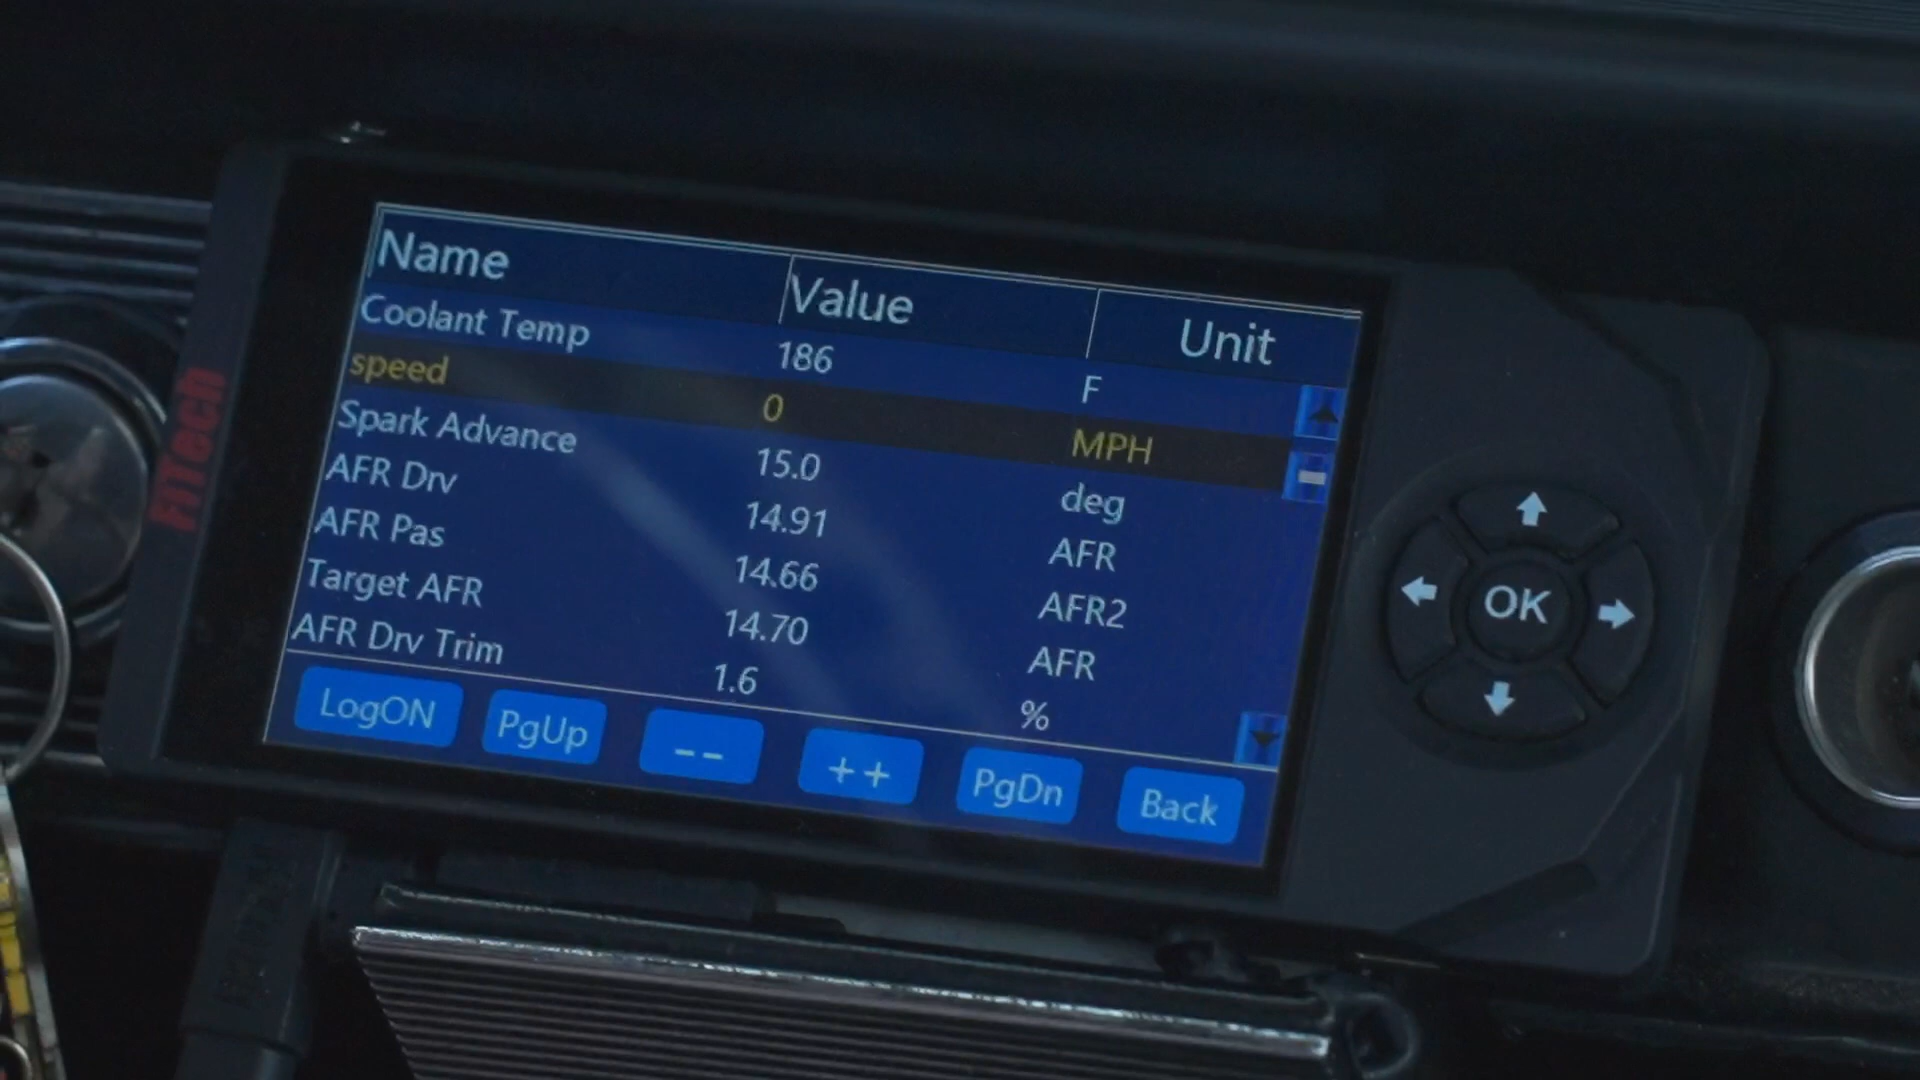 Name Value Unit
Coolant Temp 186 F
speed 0 MPH
Spark Advance 15.0 deg
AFR Drv 14.91 AFR
AFR Pas 14.66 AFR2
Target AFR 14.70 AFR
AFR Drv Trim 1.6 %
LogON PgUp -- ++ PgDn Back
OK
FiTech